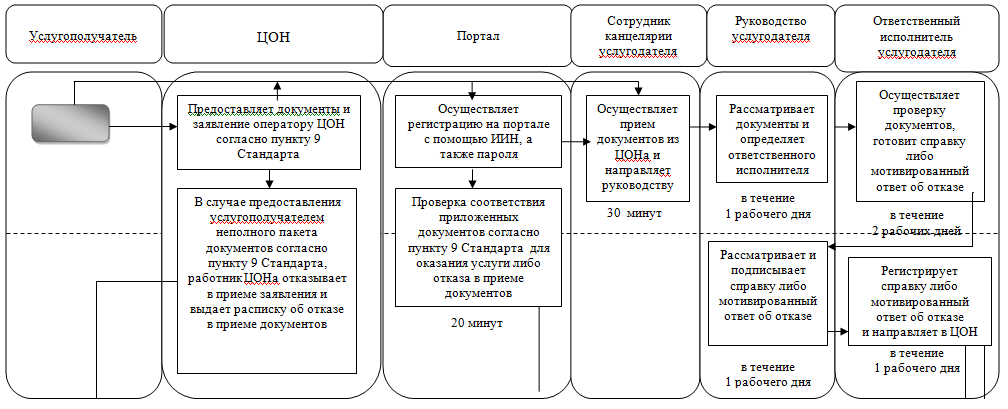 Услугополучатель
ЦОН
Портал
Сотрудник
канцелярии
услугодателя
Руководство
услугодателя
Ответственный
исполнитель
услугодателя
Предоставляет документы и
заявление оператору ЦОН
согласно пункту 9
Стандарта
Осуществляет
регистрацию на портале
с помощью ИИН, а
также пароля
Осуществляет
прием
документов из
ЦОНа и
направляет
руководству
30 минут
Рассматривает
документы и
определяет
ответственного
исполнителя
в течение
1 рабочего дня
Осуществляет
проверку
документов,
готовит справку
либо
мотивированный
ответ об отказе
в течение
2 рабочих дней
В случае предоставления
услугополучателем
неполного пакета
документов согласно
пункту 9 Стандарта,
работник ЦОНа отказывает
в приеме заявления и
выдает расписку об отказе
в приеме документов
Проверка соответствия
приложенных
документов согласно
пункту 9 Стандарта для
оказания услуги либо
отказа в приеме
документов
20 минут
Рассматривает и
подписывает
справку либо
мотивированный
ответ об отказе
в течение
1 рабочего дня
Регистрирует
справку либо
мотивированный
ответ об отказе
и направляет в ЦОН
в течение
1 рабочего дня